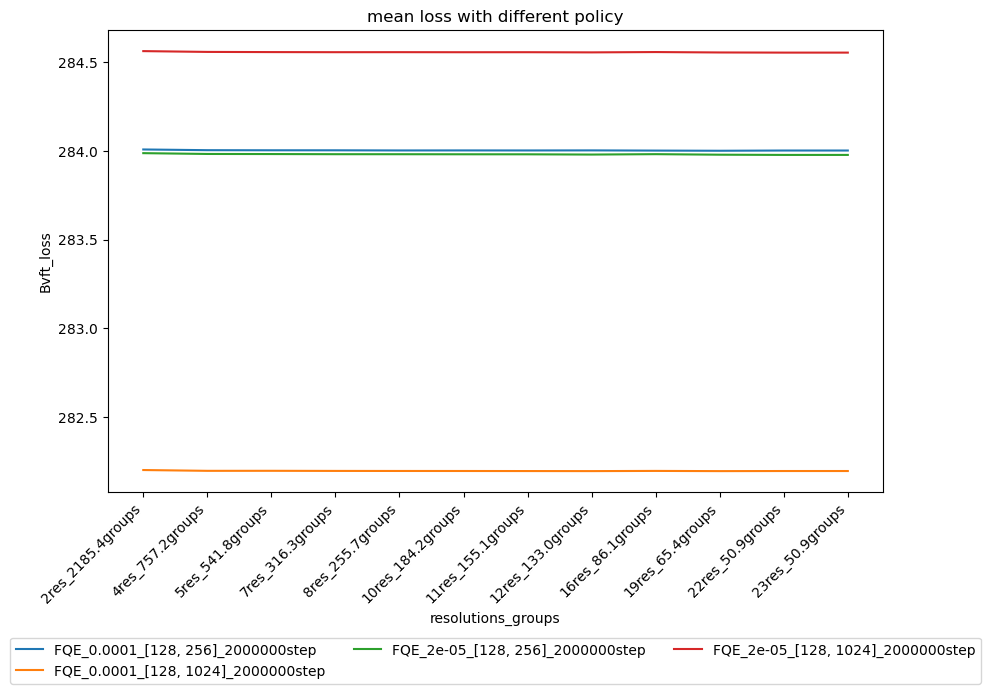 mean loss with different policy
Bvft_loss
284.5
284.0
283.5
283.0
282.5
2res_2185.4groups
4res_757.2groups
5res_541.8groups
7res_316.3groups
8res_255.7groups
10res_184.2groups
11res_155.1groups
12res_133.0groups
16res_86.1groups
19res_65.4groups
22res_50.9groups
23res_50.9groups
resolutions_groups
FQE_0.0001_[128, 256]_2000000step
FQE_0.0001_[128, 1024]_2000000step
FQE_2e-05_[128, 256]_2000000step
FQE_2e-05_[128, 1024]_2000000step